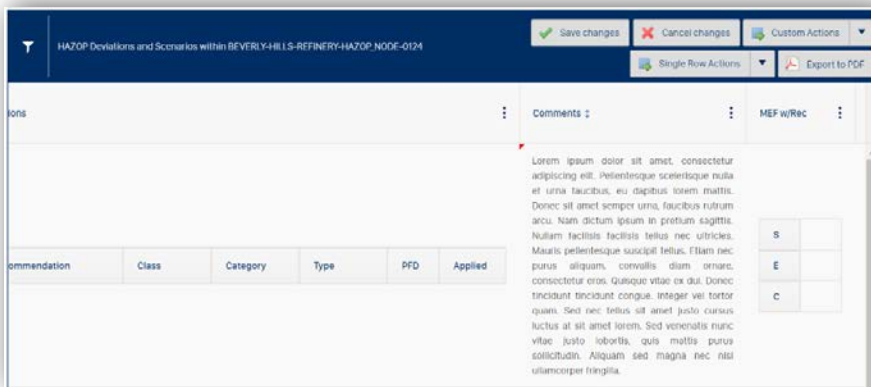 HAZOP Deviations and Scenarios within BEVERLY-HILLS-REFINERY-HAZOP_NODE-0124
Save changes
Cancel changes
Custom Actions
Single Row Actions
Export to PDF
ions
Comments
MEF w/Rec
Lorem ipsum dolor sit amet, consectetur
adipiscing elit. Pellentesque scelerisque nulla
et urna faucibus, eu dapibus lorem mattis.
Donec sit amet semper urna, faucibus rutrum
arcu. Nam dictum ipsum in pretium sagittis.
Nullam facilisis facilisis tellus nec ultricies.
Mauris pellentesque suscipit tellus. Etiam nec
purus aliquam, convallis diam ornare,
consectetur eros. Quisque vitae ex dui. Donec
tincidunt tincidunt congue. Integer vel tortor
quam. Sed nec tellus sit amet justo cursus
luctus at sit amet lorem. Sed venenatis nunc
vitae justo lobortis, quis mattis purus
sollicitudin. Aliquam sed magna nec nisl
ullamcorper fringilla.
ommendation
Class
Category
Type
PFD
Applied
S
E
C